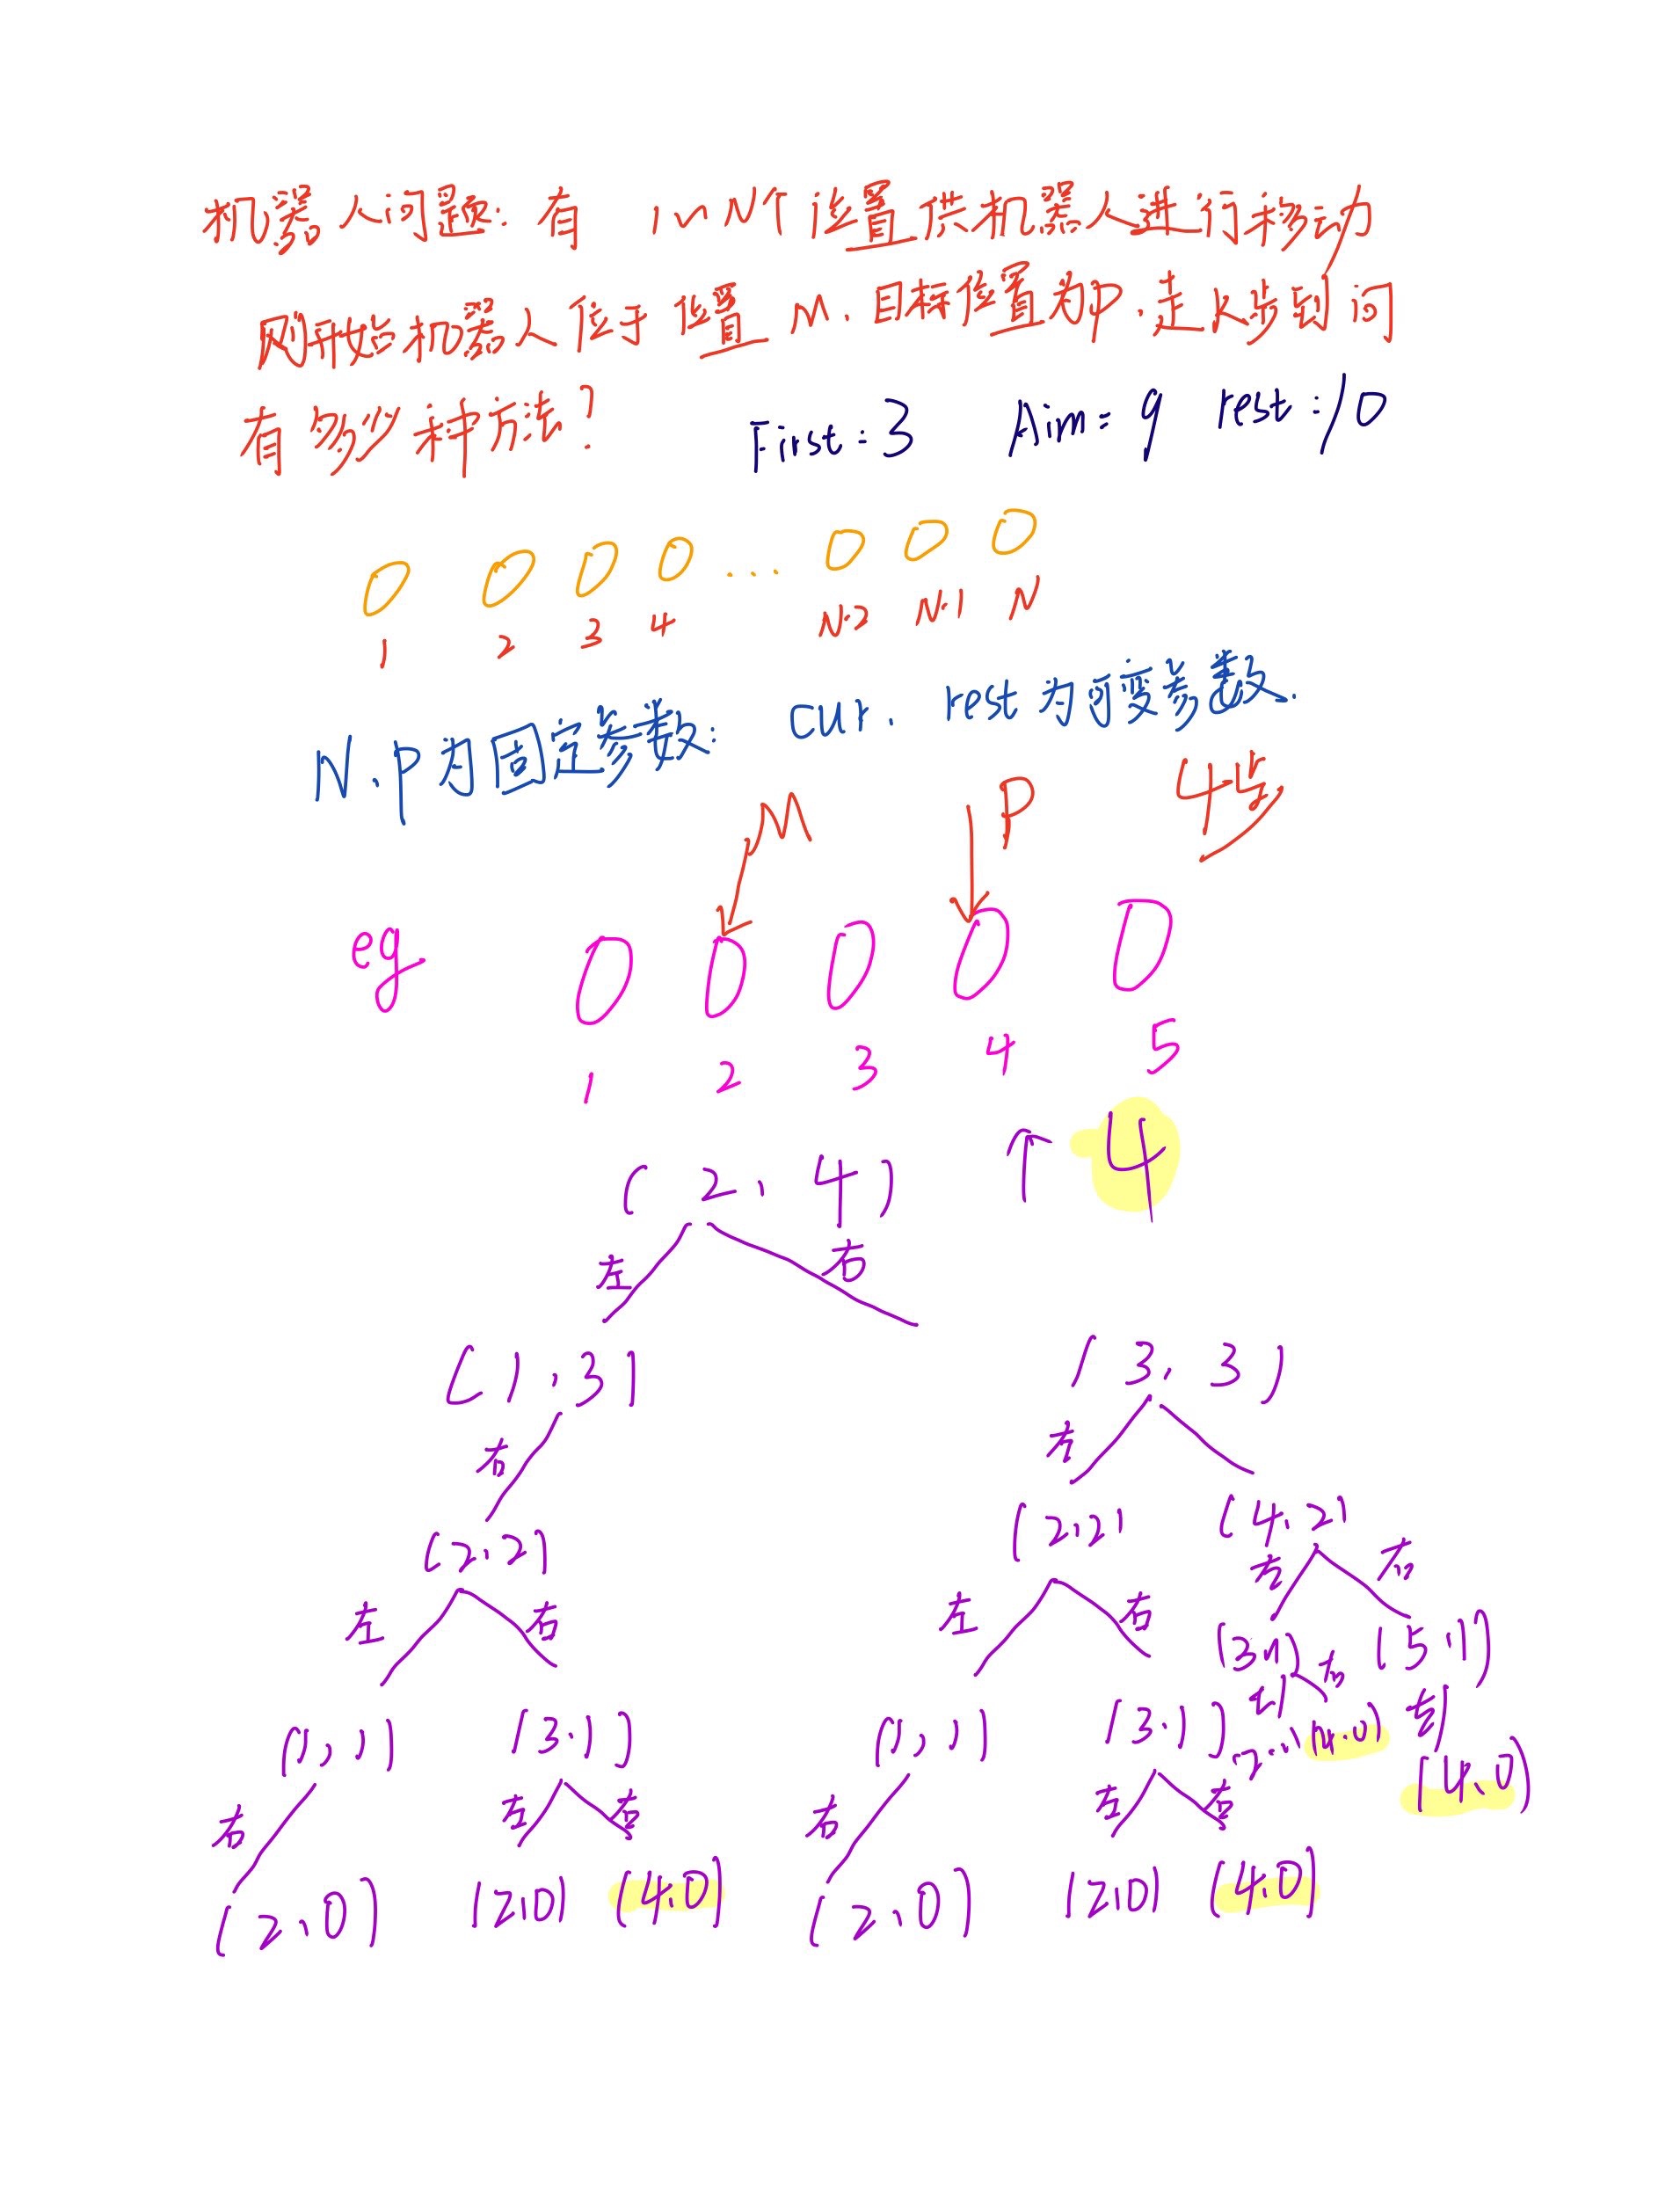 机器人问题：有 1~N个位置供机器人进行移动
刚开始机器人位于位置 M，目标位置为P，走K步到 问
有多少种方法？ First：3 Aim：9 rest：10
1 2 3 4 ... N-2 N-1 N
N、P为固定参数；cur、rest为可变参数.
M P 4步
eg
1 2 3 4 5
(2，4) ↑ 4
左 右
(1，3) (3，3)
右 左
(2，2) (2，2) (4，2)
左 右 左 右 左 右
(3，1) (5，1)
左 右 左
(1，1) (3，1) (1，1) (3，1) (4，0) (4，0)
右 左 右 右 左 右
(2，0) (2，0) (4，0) (2，0) (2，0) (4，0)